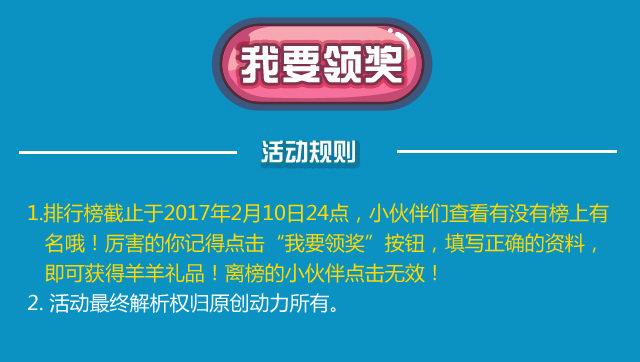 我要领奖
活动规则
1.排行榜截止于2017年2月10日24点，小伙伴们查看有没有榜上有
名哦！厉害的你记得点击“我要领奖”按钮，填写正确的资料，
即可获得羊羊礼品！离榜的小伙伴点击无效！
2. 活动最终解析权归原创动力所有。